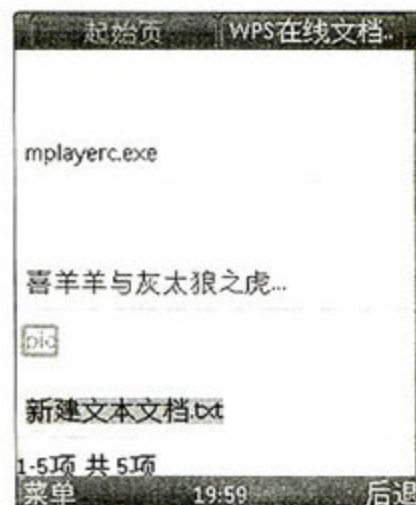 起始页 WPS在线文档..
mplayerc.exe
喜羊羊与灰太狼之虎...
pic
新建文本文档.txt
1-5项 共 5项
菜单 19:59 后退